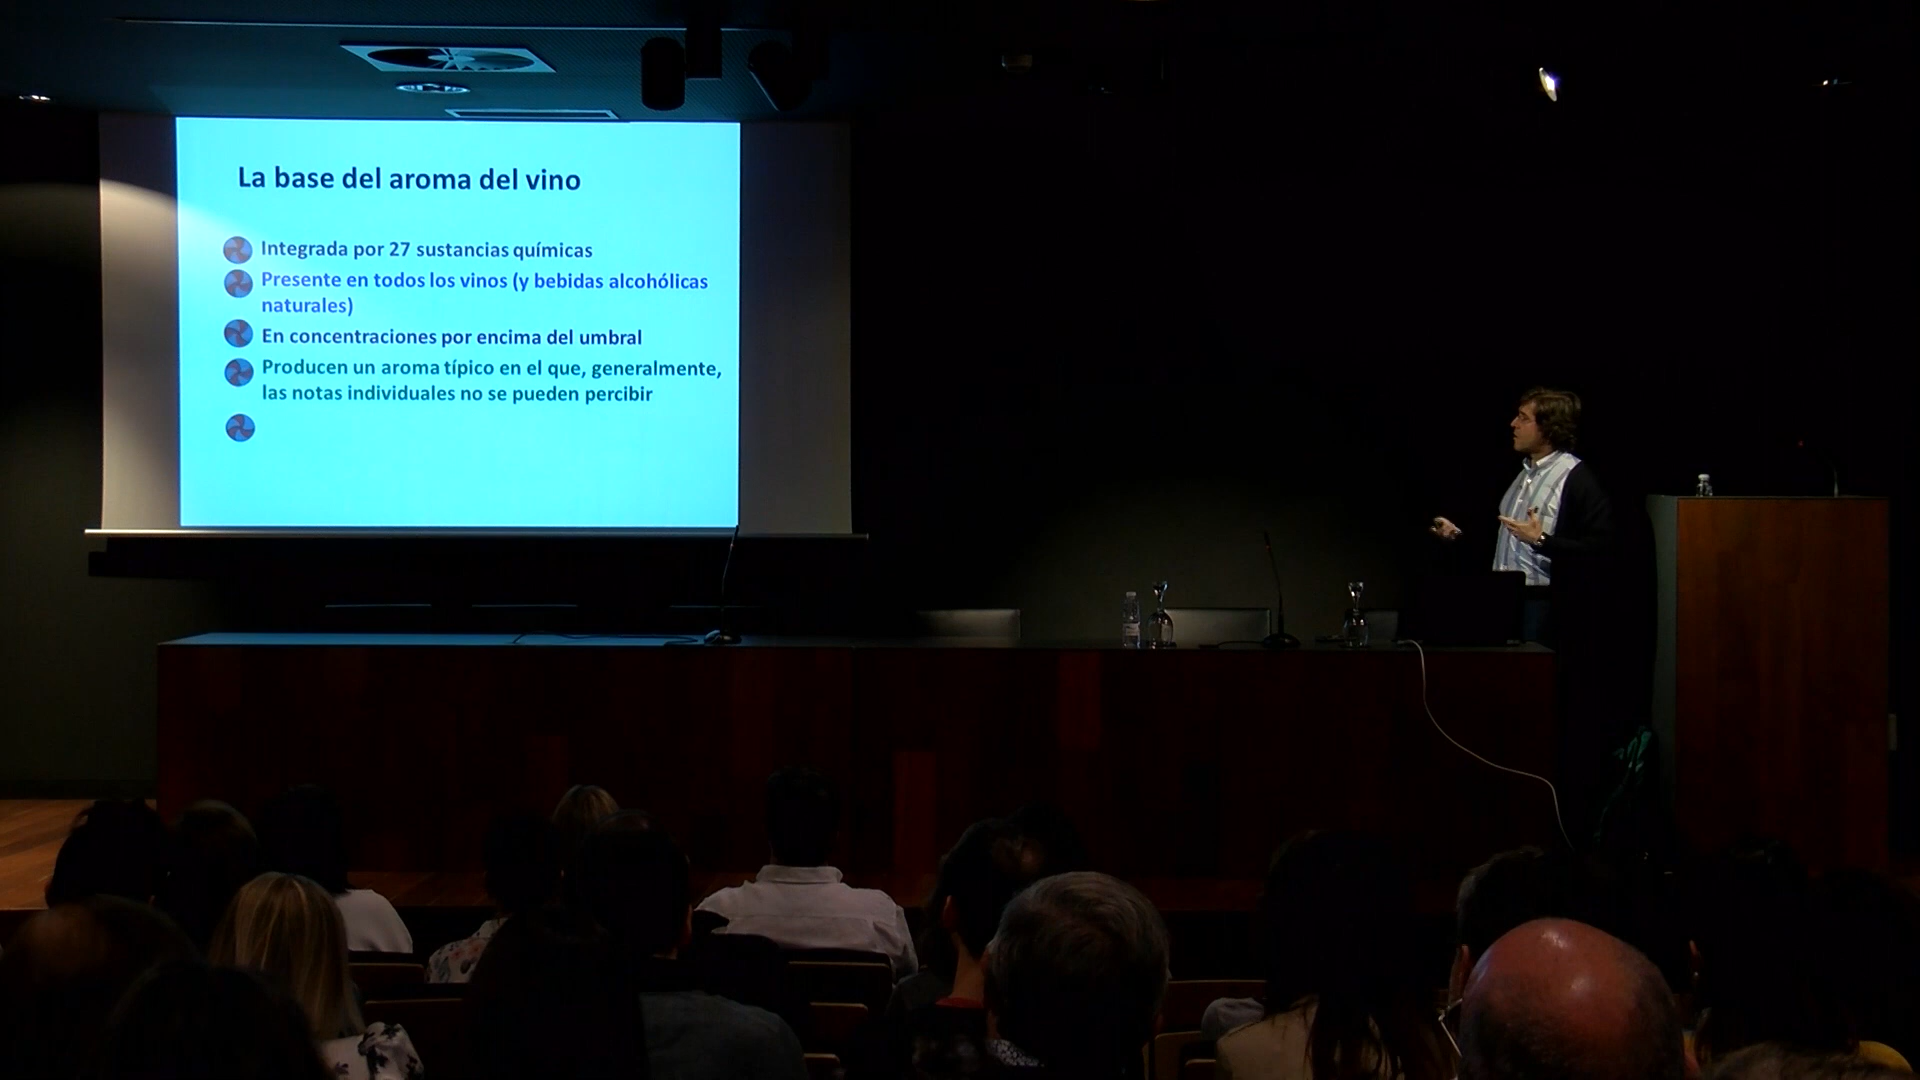 La base del aroma del vino
Integrada por 27 sustancias químicas
Presente en todos los vinos (y bebidas alcohólicas
naturales)
En concentraciones por encima del umbral
Producen un aroma típico en el que, generalmente,
las notas individuales no se pueden percibir